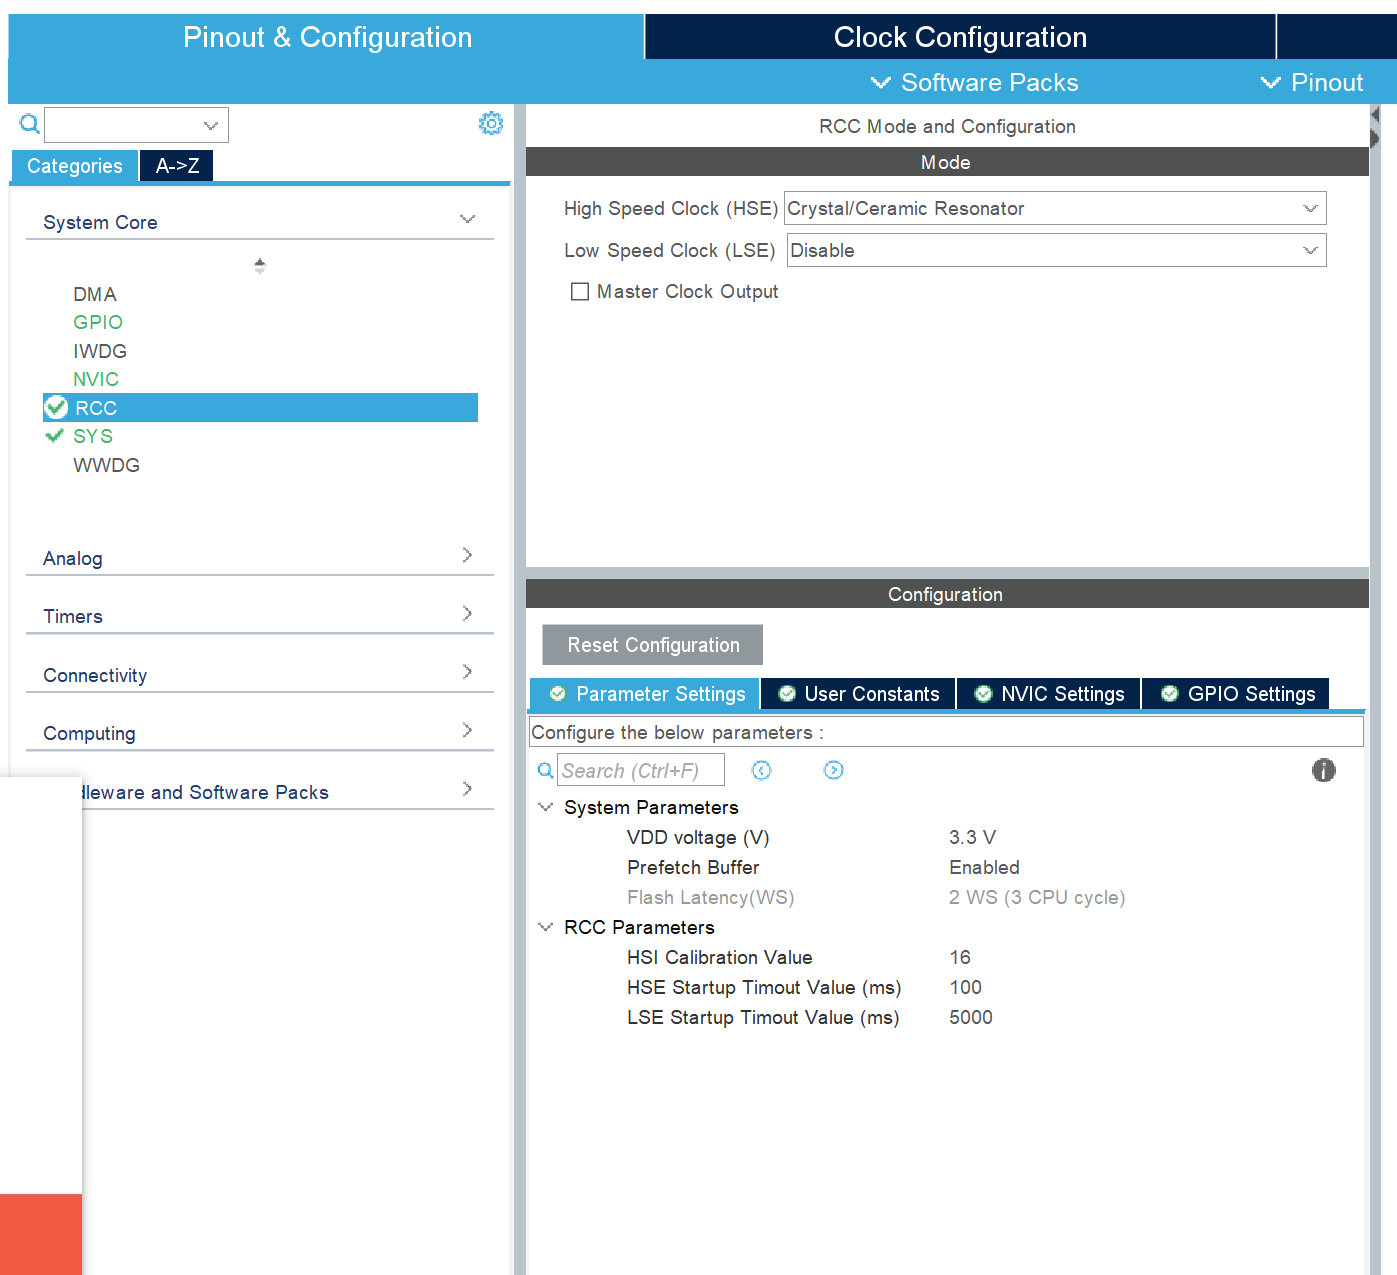 Pinout & Configuration
Clock Configuration
Software Packs
Pinout
RCC Mode and Configuration
Categories
A->Z
Mode
System Core
High Speed Clock (HSE) Crystal/Ceramic Resonator
Low Speed Clock (LSE) Disable
Master Clock Output
DMA
GPIO
IWDG
NVIC
RCC
SYS
WWDG
Analog
Timers
Connectivity
Computing
dleware and Software Packs
Configuration
Reset Configuration
Parameter Settings
User Constants
NVIC Settings
GPIO Settings
Configure the below parameters :
Search (Ctrl+F)
System Parameters
VDD voltage (V) 3.3 V
Prefetch Buffer Enabled
Flash Latency(WS) 2 WS (3 CPU cycle)
RCC Parameters
HSI Calibration Value 16
HSE Startup Timout Value (ms) 100
LSE Startup Timout Value (ms) 5000